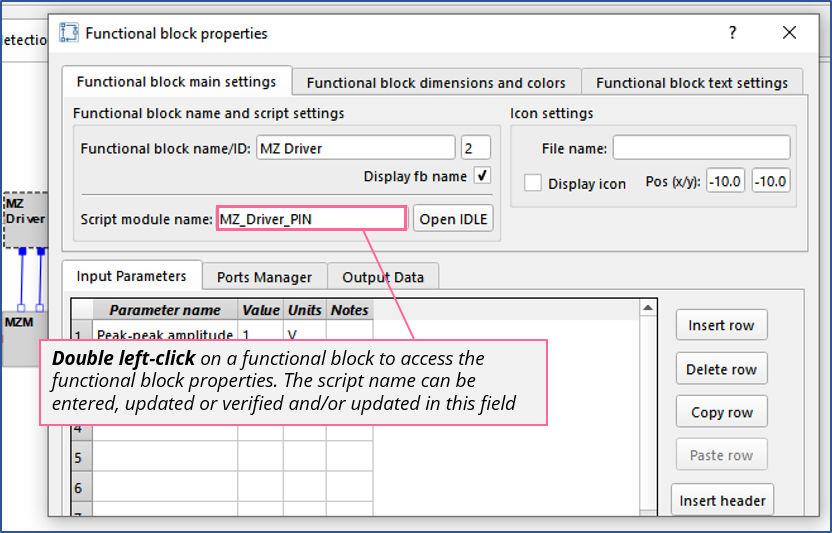 Functional block properties
?
etectio
Functional block main settings
Functional block dimensions and colors
Functional block text settings
Functional block name and script settings
Icon settings
Functional block name/ID: MZ Driver 2
File name:
Display fb name
Display icon
Pos (x/y): -10.0 -10.0
MZ
Driver
Script module name: MZ_Driver_PIN
Open IDLE
Input Parameters
Ports Manager
Output Data
MZM
Parameter name Value Units Notes
1 Peak-peak amplitude 1 V
Insert row
Double left-click on a functional block to access the
functional block properties. The script name can be
entered, updated or verified and/or updated in this field
Delete row
Copy row
4
5
Paste row
6
Insert header